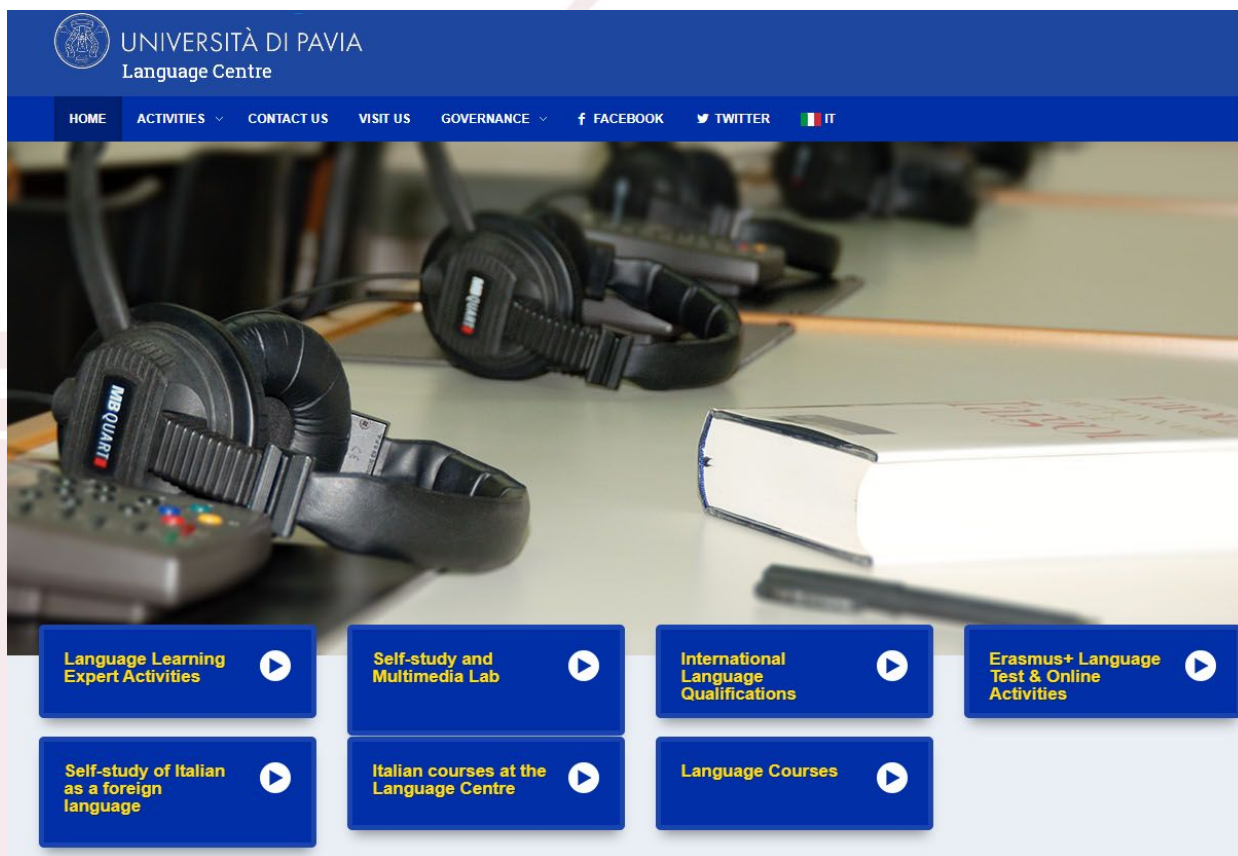 UNIVERSITÀ DI PAVIA
Language Centre
HOME ACTIVITIES CONTACT US VISIT US GOVERNANCE f FACEBOOK TWITTER IT
MB QUART
MB QUART
Language Learning
Expert Activities
Self-study and
Multimedia Lab
International
Language
Qualifications
Erasmus+ Language
Test & Online
Activities
Self-study of Italian
as a foreign
language
Italian courses at the
Language Centre
Language Courses